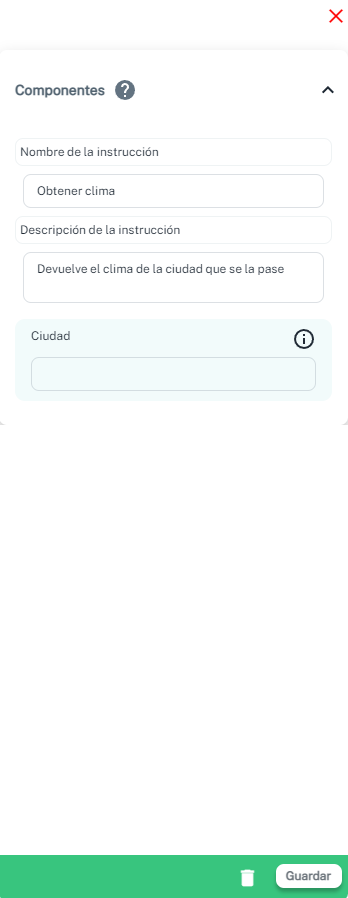 Componentes ?
Nombre de la instrucción
Obtener clima
Descripción de la instrucción
Devuelve el clima de la ciudad que se la pase
Ciudad
Guardar